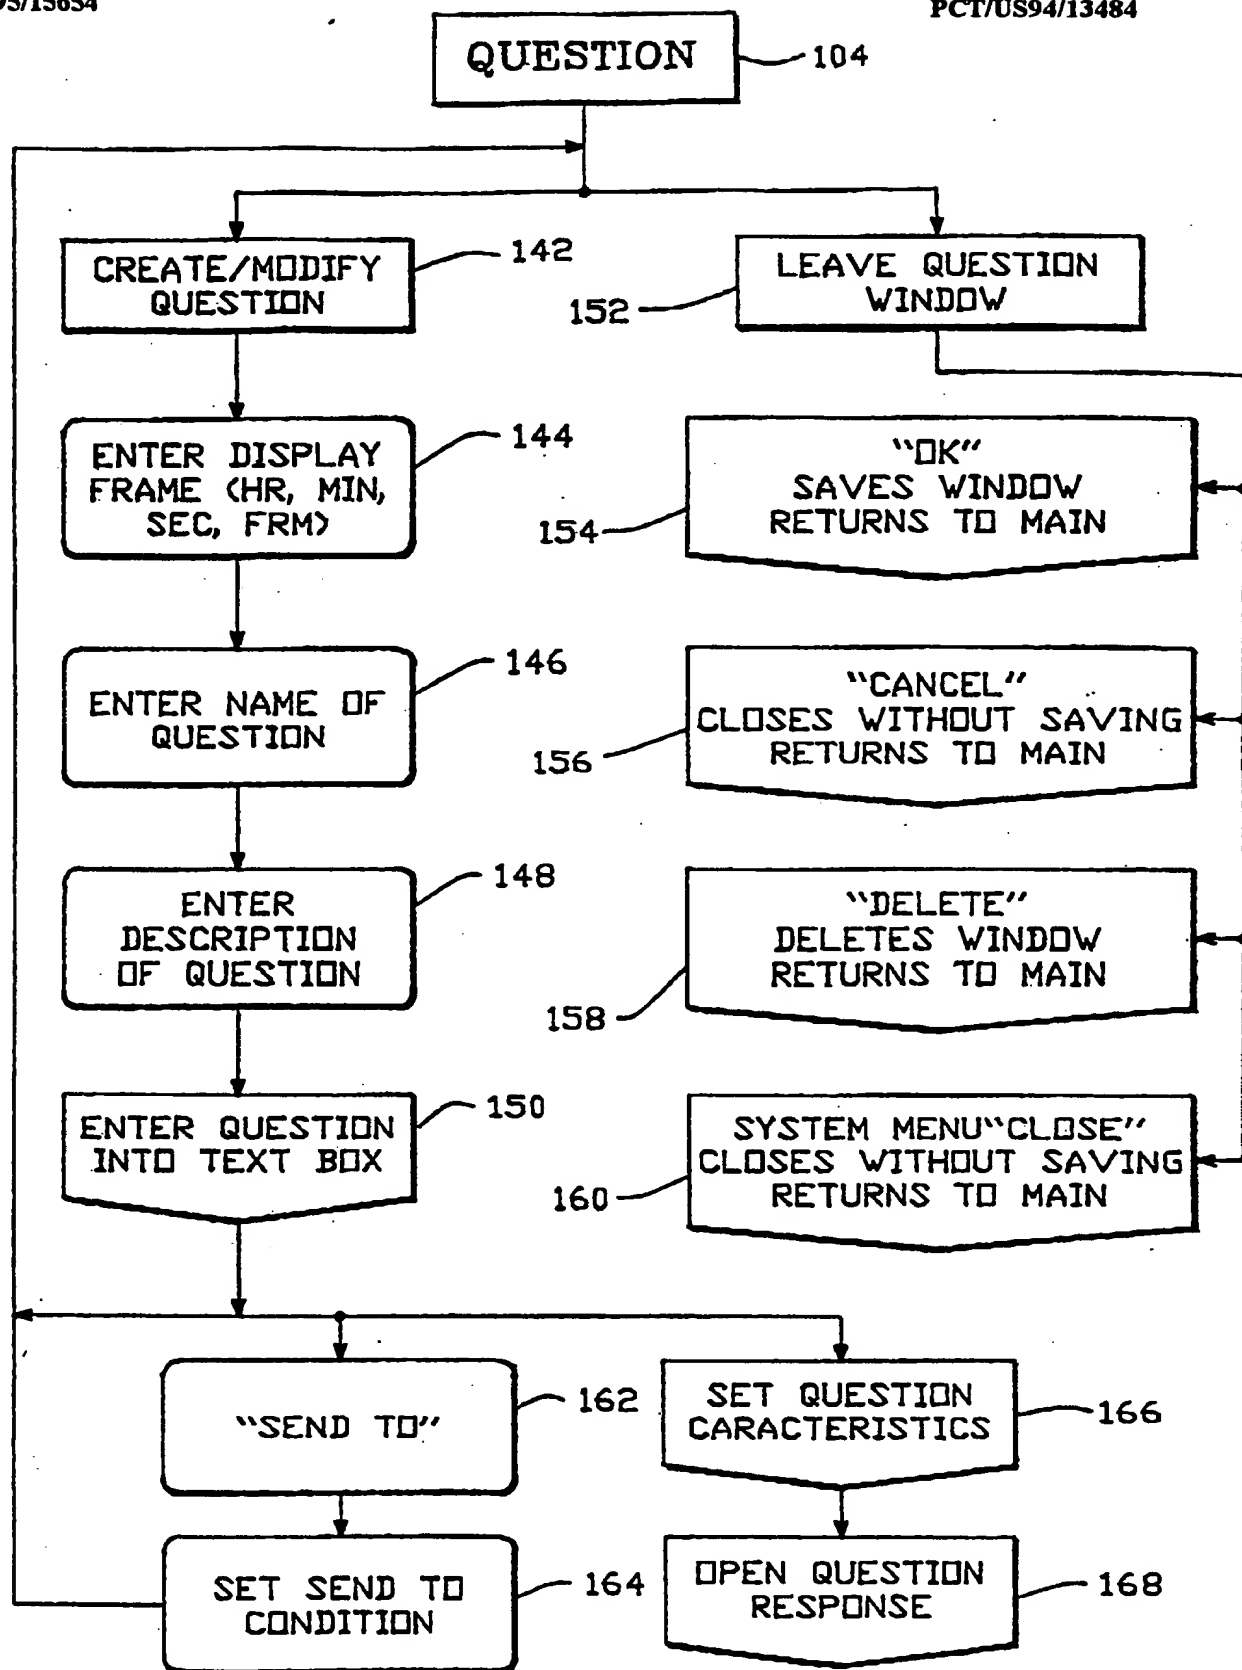 95/15654
PCT/US94/13484
QUESTION
104
CREATE/MODIFY
QUESTION
142
LEAVE QUESTION
WINDOW
152
ENTER DISPLAY
FRAME (HR, MIN,
SEC, FRM)
144
"OK"
SAVES WINDOW
RETURNS TO MAIN
154
ENTER NAME OF
QUESTION
146
"CANCEL"
CLOSES WITHOUT SAVING
RETURNS TO MAIN
156
ENTER
DESCRIPTION
OF QUESTION
148
"DELETE"
DELETES WINDOW
RETURNS TO MAIN
158
ENTER QUESTION
INTO TEXT BOX
150
SYSTEM MENU"CLOSE"
CLOSES WITHOUT SAVING
RETURNS TO MAIN
160
"SEND TO"
162
SET QUESTION
CARACTERISTICS
166
SET SEND TO
CONDITION
164
OPEN QUESTION
RESPONSE
168